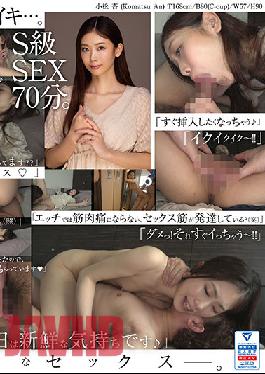 小松 杏 (Komatsu An) T168cm/B80(C-cup)/W57/H90
イキ…。
S級
SEX
70分。
「すぐ挿入したくなっちゃう♪」
「イクイクイク～!!」
ス♡」
「エッチでは筋肉痛にならない、セックス筋が発達している?(笑)」
「ダメっ!それすぐイっちゃう～!!」
日は新鮮な気持ちです♪」
なセックス―。